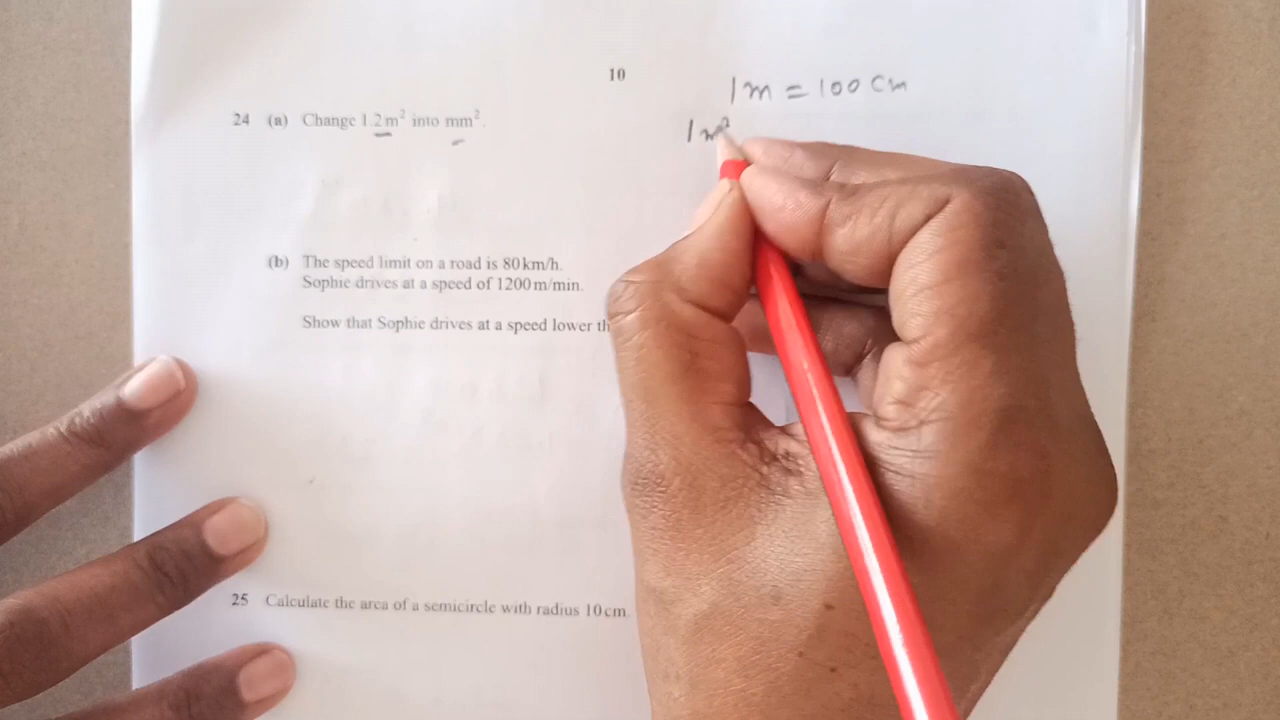 10
1m = 100 cm
24 (a) Change 1.2 m² into mm².
1m²
(b) The speed limit on a road is 80 km/h.
Sophie drives at a speed of 1200 m/min.
Show that Sophie drives at a speed lower th
25 Calculate the area of a semicircle with radius 10 cm.